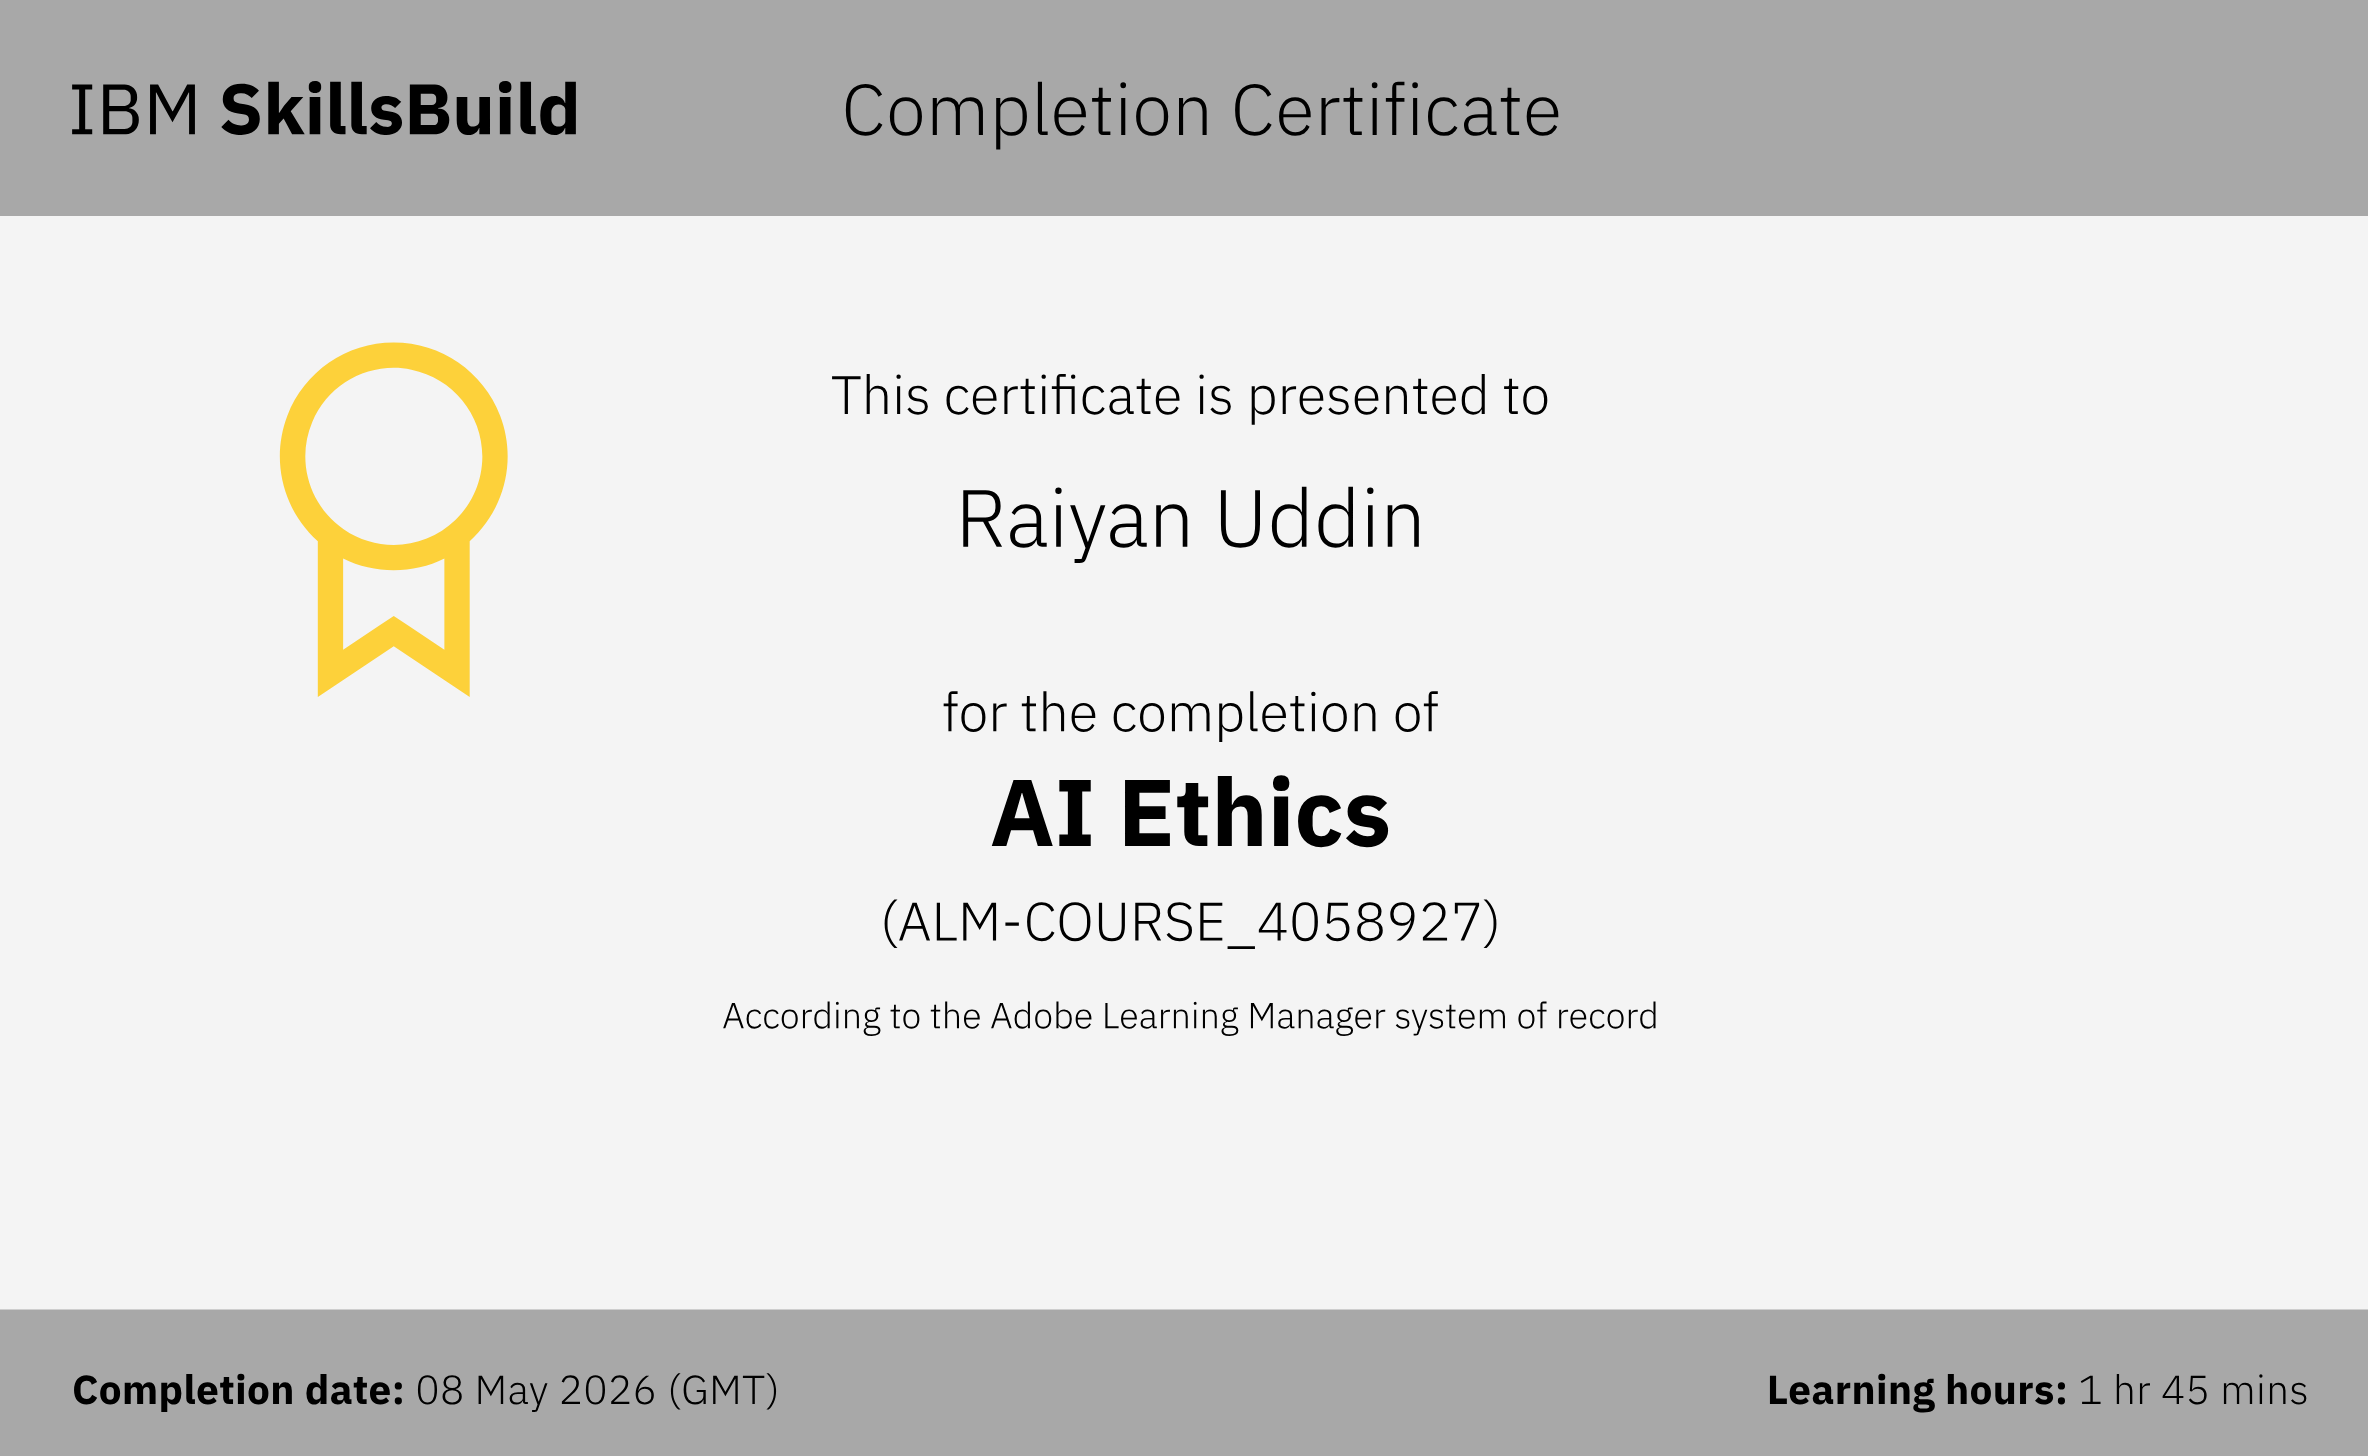 IBM SkillsBuild
Completion Certificate
This certificate is presented to
Raiyan Uddin
for the completion of
AI Ethics
(ALM-COURSE_4058927)
According to the Adobe Learning Manager system of record
Completion date: 08 May 2026 (GMT)
Learning hours: 1 hr 45 mins